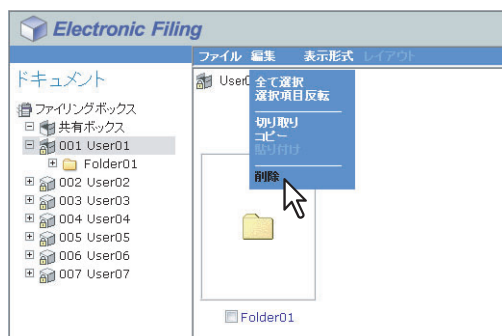 Electronic Filing
ファイル 編集 表示形式 レイアウト
ドキュメント
ファイリングボックス
共有ボックス
001 User01
Folder01
002 User02
003 User03
004 User04
005 User05
006 User06
007 User07
User0
全て選択
選択項目反転
切り取り
コピー
貼り付け
削除
Folder01